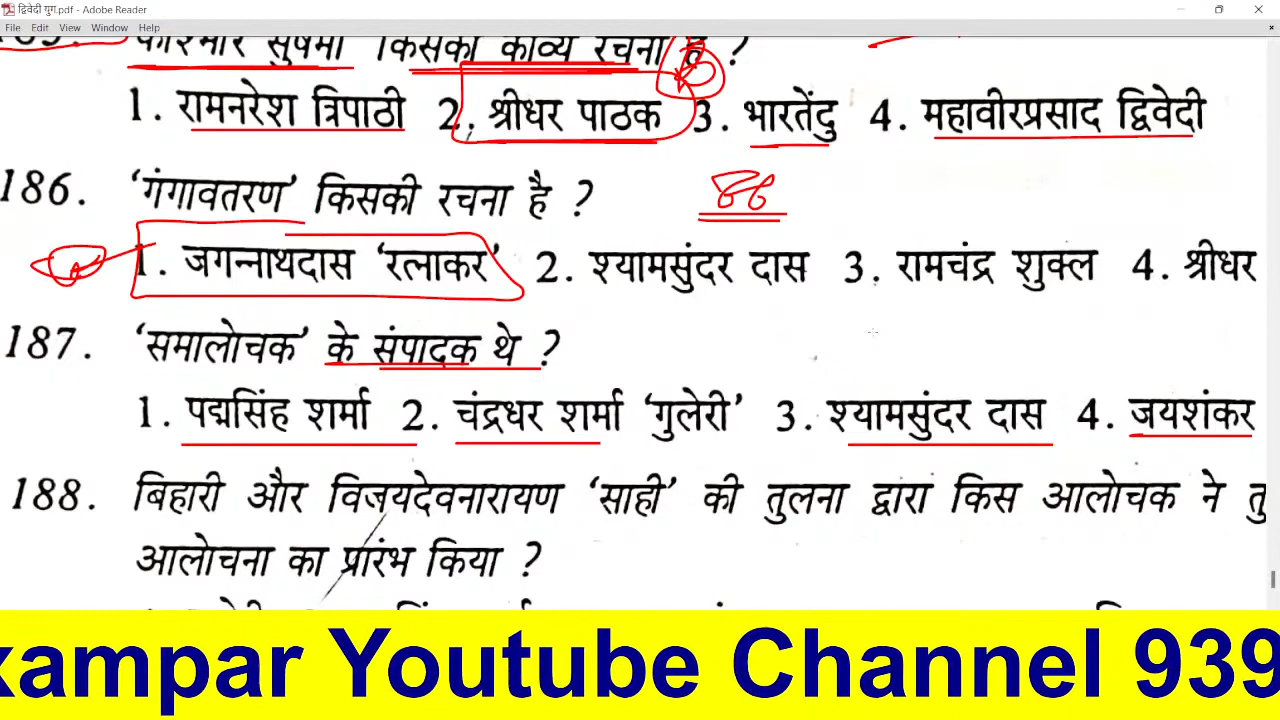 द्विवेदी युग.pdf - Adobe Reader
File Edit View Window Help
काश्मीर सुषमा किसकी काव्य रचना है ?
1. रामनरेश त्रिपाठी 2. श्रीधर पाठक 3. भारतेंदु 4. महावीरप्रसाद द्विवेदी
186. ‘गंगावतरण’ किसकी रचना है ?
1. जगन्नाथदास ‘रत्नाकर’ 2. श्यामसुंदर दास 3. रामचंद्र शुक्ल 4. श्रीधर
187. ‘समालोचक’ के संपादक थे ?
1. पद्मसिंह शर्मा 2. चंद्रधर शर्मा ‘गुलेरी’ 3. श्यामसुंदर दास 4. जयशंकर
188. बिहारी और विजयदेवनारायण ‘साही’ की तुलना द्वारा किस आलोचक ने तु
आलोचना का प्रारंभ किया ?
xampar Youtube Channel 939